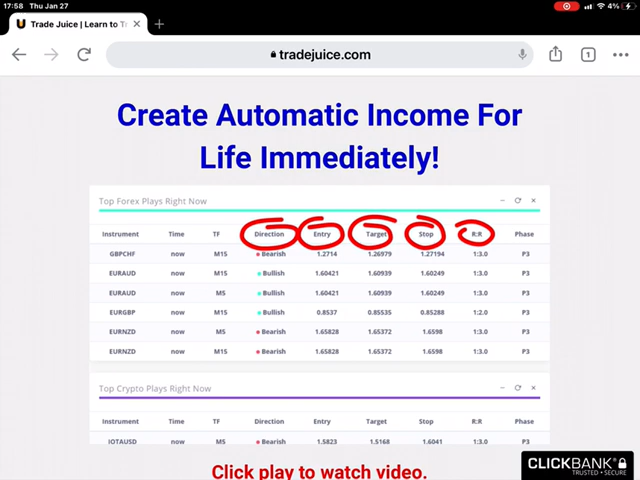 17:58 Thu Jan 27
4%
Trade Juice | Learn to T
tradejuice.com
1
Create Automatic Income For
Life Immediately!
Top Forex Plays Right Now
Instrument Time TF Direction Entry Target Stop R:R Phase
GBPCHF now M15 Bearish 1.2714 1.26979 1.27194 1:3.0 P3
EURAUD now M15 Bullish 1.60421 1.60939 1.60249 1:3.0 P3
EURAUD now M5 Bullish 1.60421 1.60939 1.60249 1:3.0 P3
EURGBP now M15 Bullish 0.8537 0.85535 0.85288 1:2.0 P3
EURNZD now M5 Bearish 1.65828 1.65372 1.6598 1:3.0 P3
EURNZD now M15 Bearish 1.65828 1.65372 1.6598 1:3.0 P3
Top Crypto Plays Right Now
Instrument Time TF Direction Entry Target Stop R:R Phase
IOTAUSD now M5 Bearish 1.5823 1.5168 1.6041 1:3.0 P3
Click play to watch video.
CLICKBANK
TRUSTED • SECURE